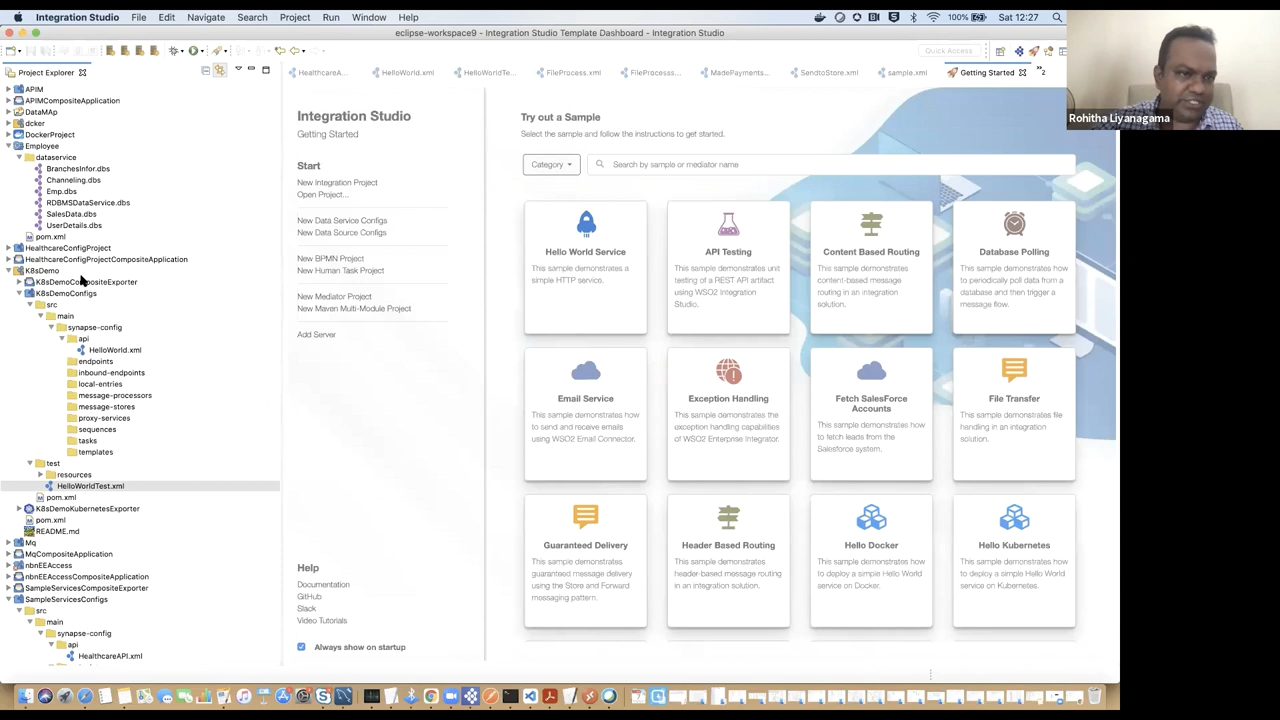 Integration Studio File Edit Navigate Search Project Run Window Help
100% Sat 12:27
eclipse-workspace9 - Integration Studio Template Dashboard - Integration Studio
Quick Access
Project Explorer
HealthcareA...
HelloWorld.xml
HelloWorldTe...
FileProcess.xml
FileProcesss...
MadePayments...
SendtoStore.xml
sample.xml
Getting Started
2
Rohitha Liyanagama
APIM
APIMCompositeApplication
DataMAp
dcker
DockerProject
Employee
dataservice
BranchesInfor.dbs
Channeling.dbs
Emp.dbs
RDBMSDataService.dbs
SalesData.dbs
UserDetails.dbs
pom.xml
HealthcareConfigProject
HealthcareConfigProjectCompositeApplication
K8sDemo
K8sDemoCompositeExporter
K8sDemoConfigs
src
main
synapse-config
api
HelloWorld.xml
endpoints
inbound-endpoints
local-entries
message-processors
message-stores
proxy-services
sequences
tasks
templates
test
resources
HelloWorldTest.xml
pom.xml
K8sDemoKubernetesExporter
pom.xml
README.md
Mq
MqCompositeApplication
nbnEEAccess
nbnEEAccessCompositeApplication
SampleServicesCompositeExporter
SampleServicesConfigs
src
main
synapse-config
api
HealthcareAPI.xml
Integration Studio
Getting Started
Start
New Integration Project
Open Project...
New Data Service Configs
New Data Source Configs
New BPMN Project
New Human Task Project
New Mediator Project
New Maven Multi-Module Project
Add Server
Help
Documentation
GitHub
Slack
Video Tutorials
Always show on startup
Try out a Sample
Select the sample and follow the instructions to get started.
Category
Search by sample or mediator name
Hello World Service
This sample demonstrates a
simple HTTP service.
API Testing
This sample demonstrates unit
testing of a REST API artifact
using WSO2 Integration
Studio.
Content Based Routing
This sample demonstrates
content-based message
routing in an integration
solution.
Database Polling
This sample demonstrates how
to periodically poll data from a
database and then trigger a
message flow.
Email Service
This sample demonstrates how
to send and receive emails
using WSO2 Email Connector.
Exception Handling
This sample demonstrates the
exception handling capabilities
of WSO2 Enterprise Integrator.
Fetch SalesForce
Accounts
This sample demonstrates how
to fetch leads from the
Salesforce system.
File Transfer
This sample demonstrates file
handling in an integration
solution.
Guaranteed Delivery
This sample demonstrates
guaranteed message delivery
using the Store and Forward
messaging pattern.
Header Based Routing
This sample demonstrates
header-based message routing
in an integration solution.
Hello Docker
This sample demonstrates how
to deploy a simple Hello World
service on Docker.
Hello Kubernetes
This sample demonstrates how
to deploy a simple Hello World
service on Kubernetes.